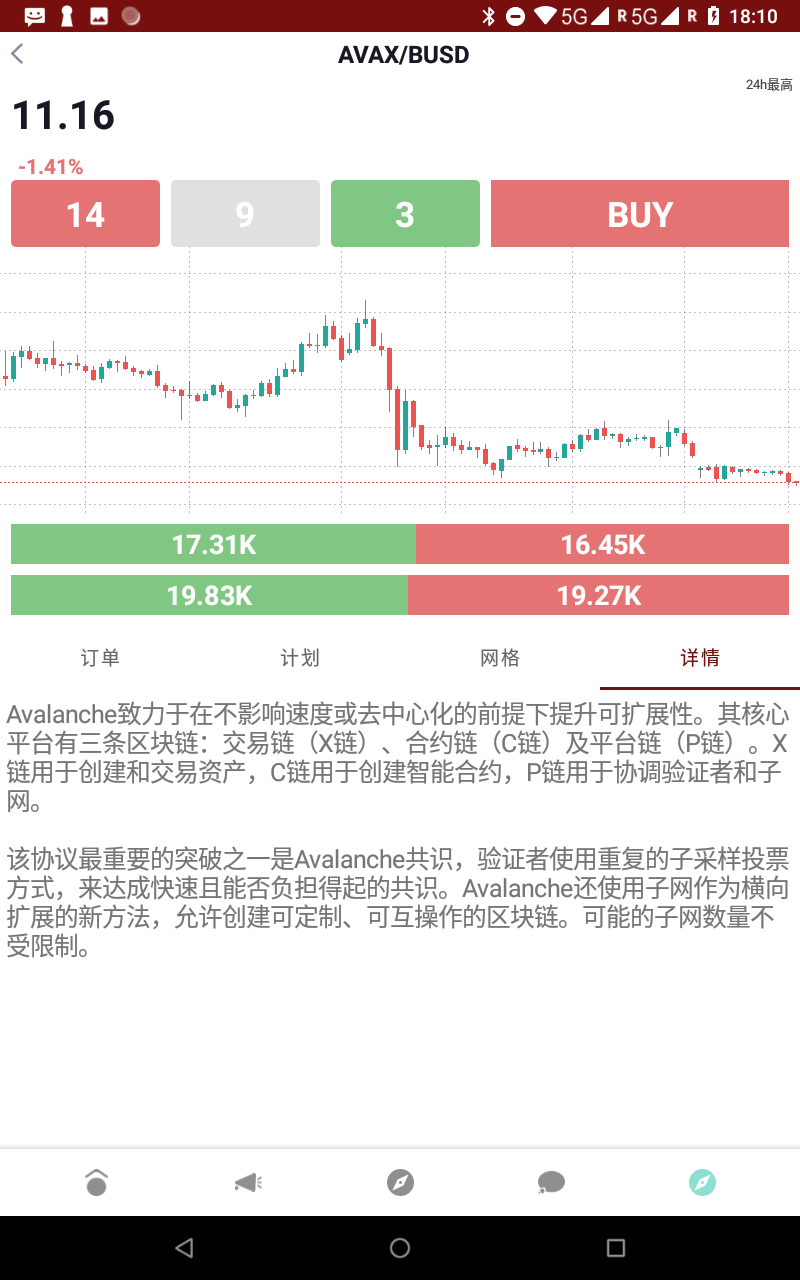 5G R 5G R 18:10
AVAX/BUSD
24h最高
11.16
-1.41%
14 9 3 BUY
17.31K 16.45K
19.83K 19.27K
订单 计划 网格 详情
Avalanche致力于在不影响速度或去中心化的前提下提升可扩展性。其核心
平台有三条区块链：交易链（X链）、合约链（C链）及平台链（P链）。X
链用于创建和交易资产，C链用于创建智能合约，P链用于协调验证者和子
网。
该协议最重要的突破之一是Avalanche共识，验证者使用重复的子采样投票
方式，来达成快速且能否负担得起的共识。Avalanche还使用子网作为横向
扩展的新方法，允许创建可定制、可互操作的区块链。可能的子网数量不
受限制。